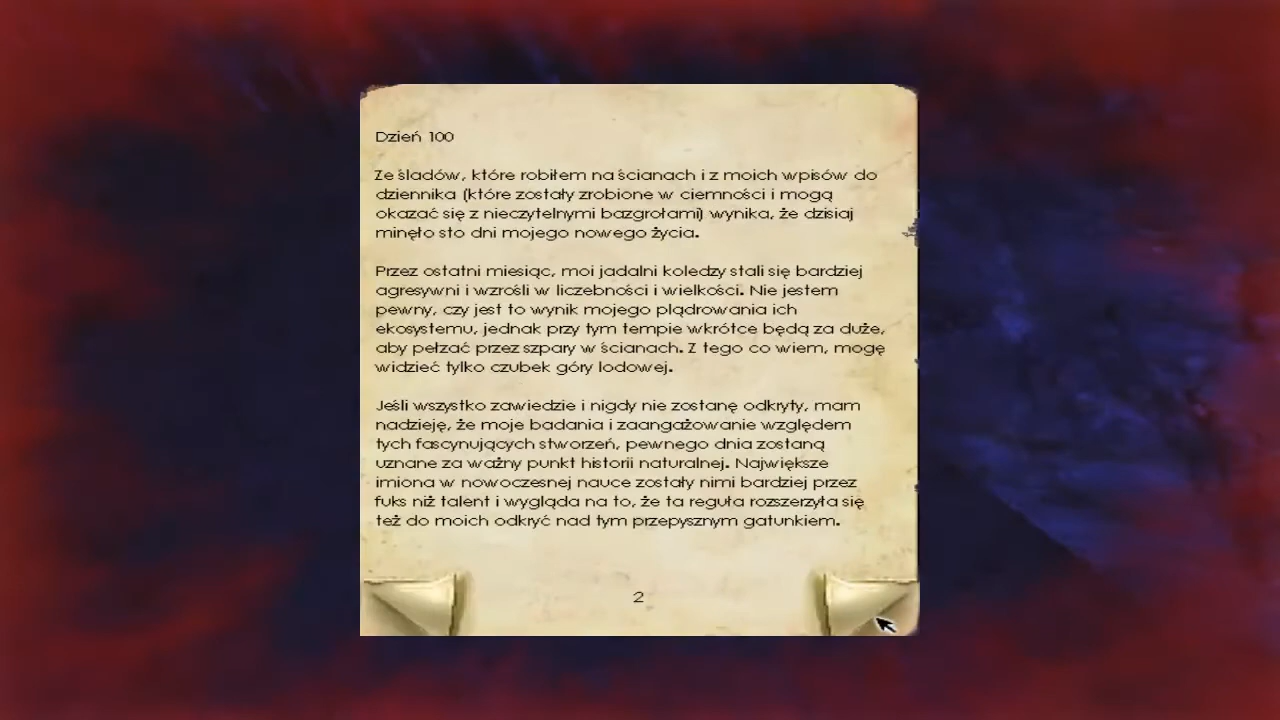 Dzień 100
Ze śladów, które robiłem na ścianach i z moich wpisów do
dziennika (które zostały zrobione w ciemności i mogą
okazać się z nieczytelnymi bazgrołami) wynika, że dzisiaj
minęło sto dni mojego nowego życia.
Przez ostatni miesiąc, moi jadalni koledzy stali się bardziej
agresywni i wzrośli w liczebności i wielkości. Nie jestem
pewny, czy jest to wynik mojego plądrowania ich
ekosystemu, jednak przy tym tempie wkrótce będą za duże,
aby pełzać przez szpary w ścianach. Z tego co wiem, mogę
widzieć tylko czubek góry lodowej.
Jeśli wszystko zawiedzie i nigdy nie zostanę odkryty, mam
nadzieję, że moje badania i zaangażowanie względem
tych fascynujących stworzeń, pewnego dnia zostaną
uznane za ważny punkt historii naturalnej. Największe
imiona w nowoczesnej nauce zostały nimi bardziej przez
fuks niż talent i wygląda na to, że ta reguła rozszerzyła się
też do moich odkryć nad tym przepysznym gatunkiem.
2